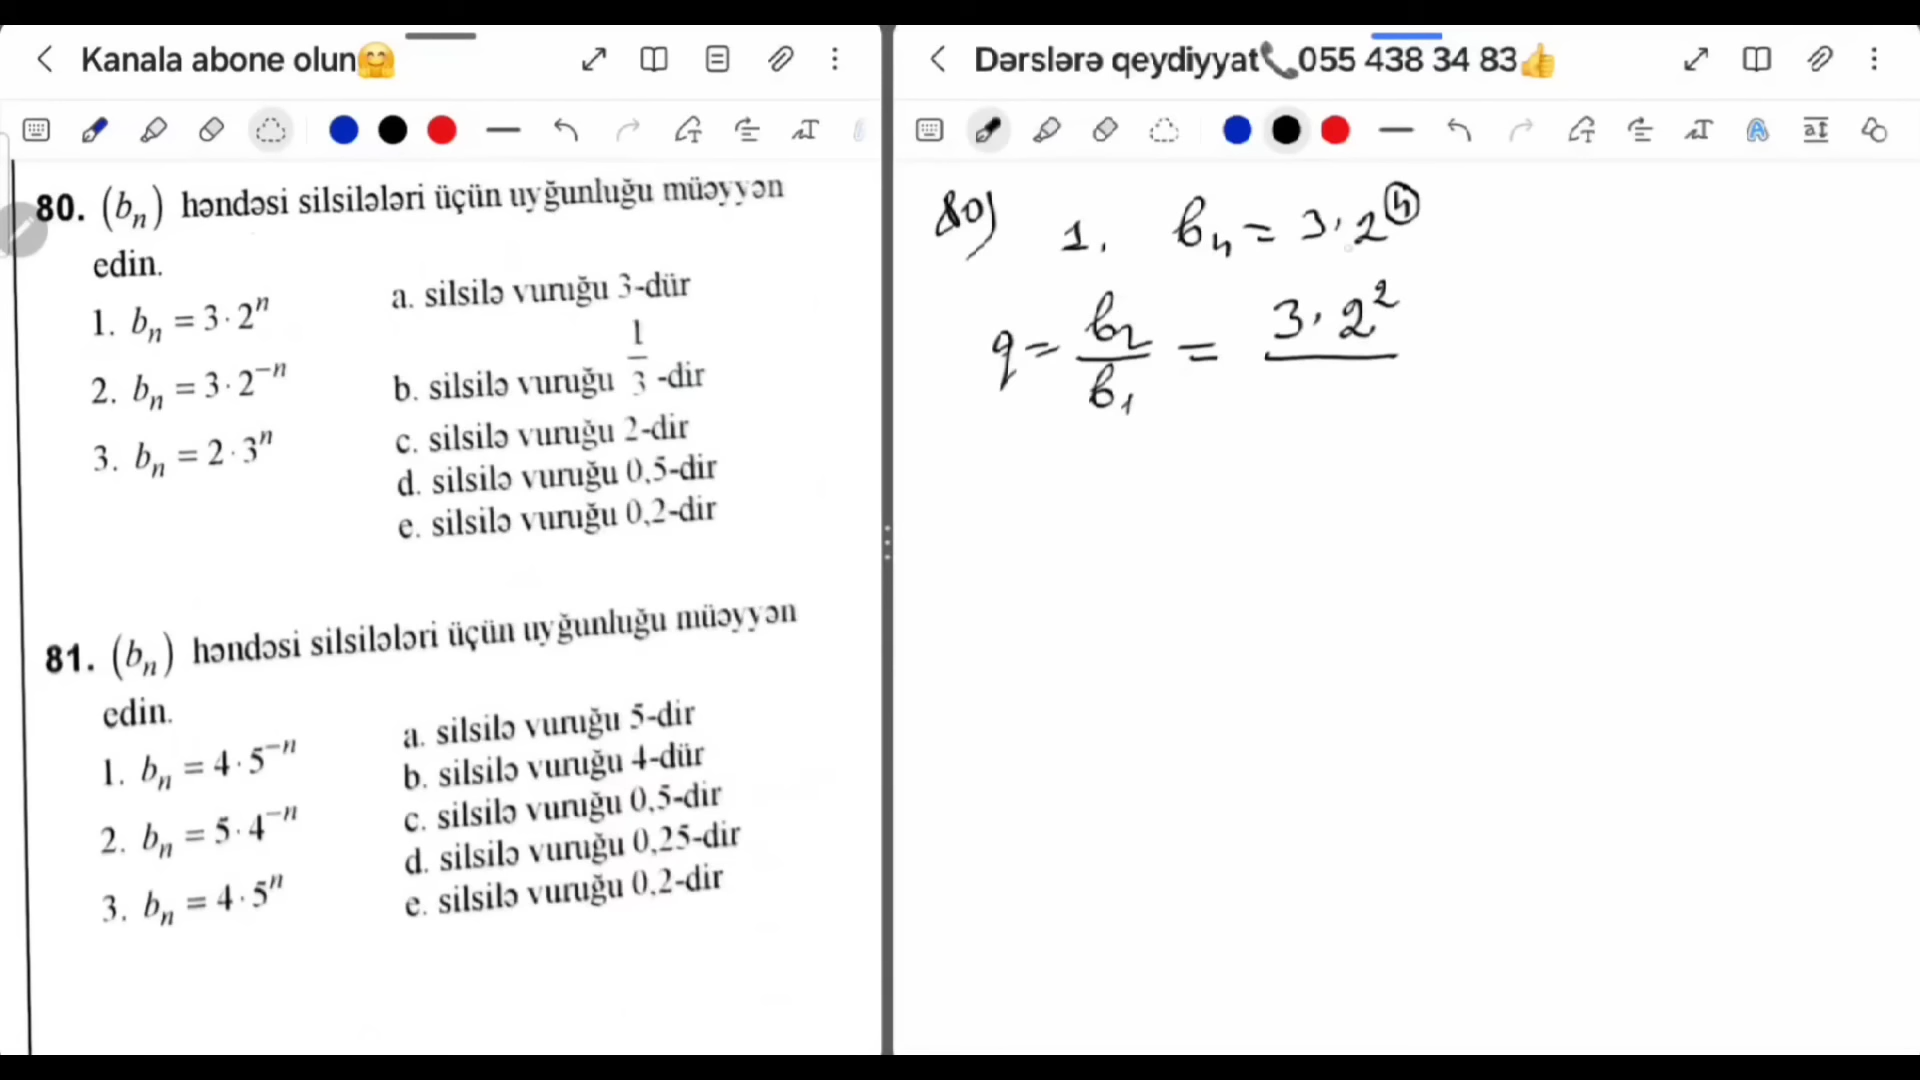 Kanala abone olun🤗
Dərslərə qeydiyyat📞055 438 34 83👍
80. (bₙ) həndəsi silsilələri üçün uyğunluğu müəyyən
edin.
1. bₙ = 3·2ⁿ
2. bₙ = 3·2⁻ⁿ
3. bₙ = 2·3ⁿ
a. silsilə vuruğu 3-dür
b. silsilə vuruğu 1/3 -dir
c. silsilə vuruğu 2-dir
d. silsilə vuruğu 0,5-dir
e. silsilə vuruğu 0,2-dir
81. (bₙ) həndəsi silsilələri üçün uyğunluğu müəyyən
edin.
1. bₙ = 4·5⁻ⁿ
2. bₙ = 5·4⁻ⁿ
3. bₙ = 4·5ⁿ
a. silsilə vuruğu 5-dir
b. silsilə vuruğu 4-dür
c. silsilə vuruğu 0,5-dir
d. silsilə vuruğu 0,25-dir
e. silsilə vuruğu 0,2-dir
80) 1. bₙ = 3·2ⁿ
q = b₂/b₁ = 3·2²